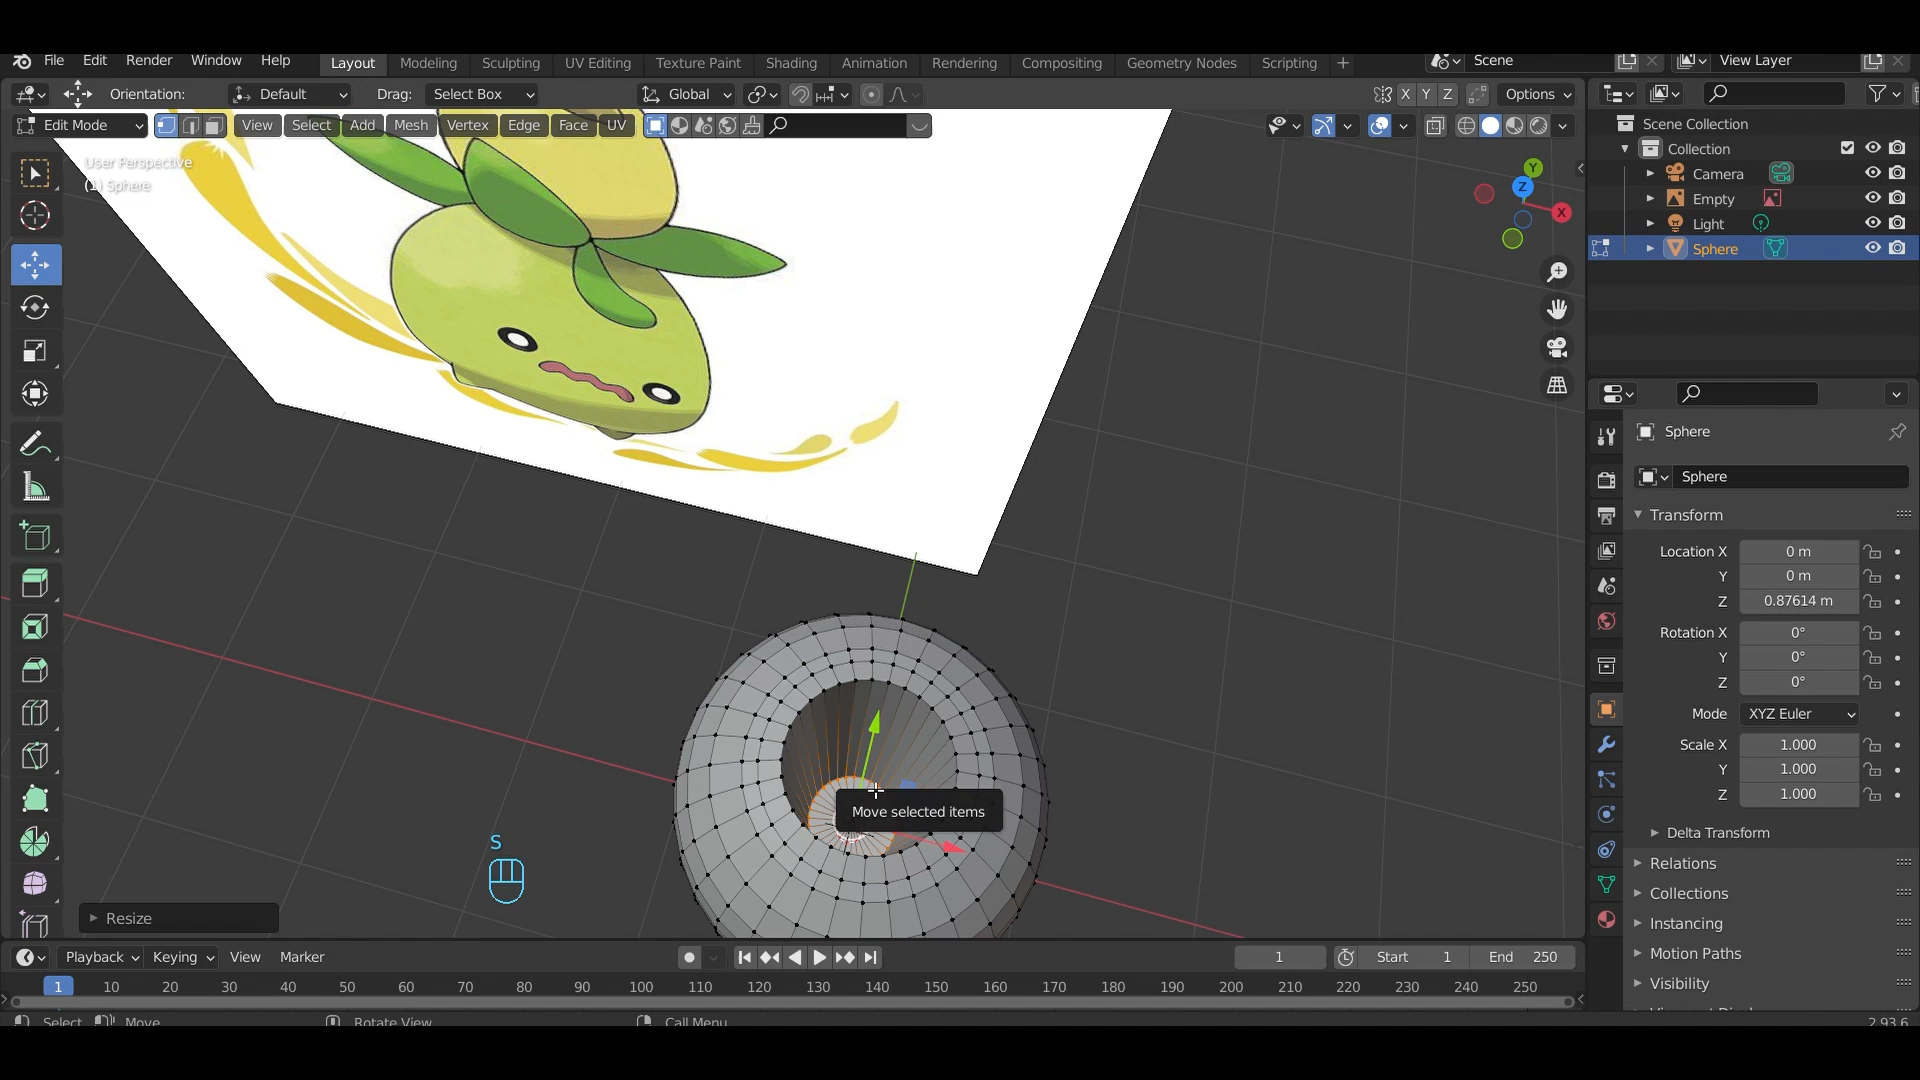 File Edit Render Window Help Layout Modeling Sculpting UV Editing Texture Paint Shading Animation Rendering Compositing Geometry Nodes Scripting + Scene View Layer
Orientation: Default Drag: Select Box Global X Y Z Options
Edit Mode View Select Add Mesh Vertex Edge Face UV
User Perspective
(1) Sphere
Y
Z
X
Scene Collection
Collection
Camera
Empty
Light
Sphere
Sphere
Sphere
Transform
Location X 0 m
Y 0 m
Z 0.87614 m
Rotation X 0°
Y 0°
Z 0°
Mode XYZ Euler
Scale X 1.000
Y 1.000
Z 1.000
Delta Transform
Relations
Collections
Instancing
Motion Paths
Visibility
Move selected items
S
Resize
Playback Keying View Marker 1 Start 1 End 250
1 10 20 30 40 50 60 70 80 90 100 110 120 130 140 150 160 170 180 190 200 210 220 230 240 250
Select Move Rotate View Call Menu 2.93.6